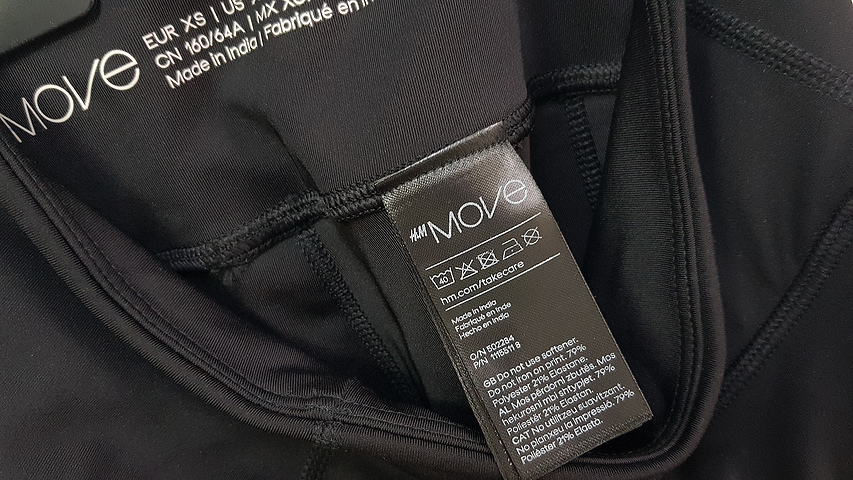 MOVE
EUR XS | US
CN 160/64A | MX
Made in India / Fabriqué en
H&M MOVE
40
hm.com/takecare
Made in India
Fabriqué en Inde
Hecho en India
O/N 502284
P/N 1115511 8
GB Do not use softener.
Do not iron on print. 79%
Polyester 21% Elastane.
AL Mos përdorni zbutës. Mos
hekurosni mbi shtypjet. 79%
Poliestër 21% Elastan.
CAT No utilitzeu suavitzant.
No planxeu la impressió. 79%
Polièster 21% Elastà.